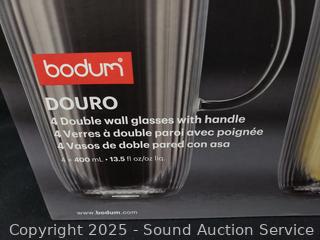 bodum®
DOURO
4 Double wall glasses with handle
4 Verres à double paroi avec poignée
4 Vasos de doble pared con asa
4 × 400 mL • 13.5 fl oz/oz liq.
www.bodum.com
Copyright 2025 - Sound Auction Service